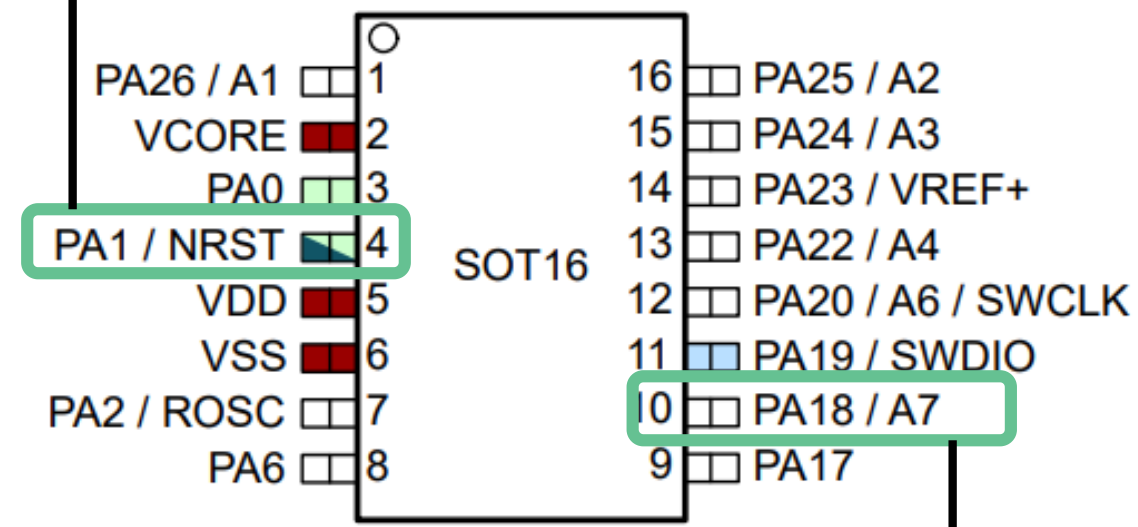 PA26 / A1 1
VCORE 2
PA0 3
PA1 / NRST 4
VDD 5
VSS 6
PA2 / ROSC 7
PA6 8
SOT16
16 PA25 / A2
15 PA24 / A3
14 PA23 / VREF+
13 PA22 / A4
12 PA20 / A6 / SWCLK
11 PA19 / SWDIO
10 PA18 / A7
9 PA17